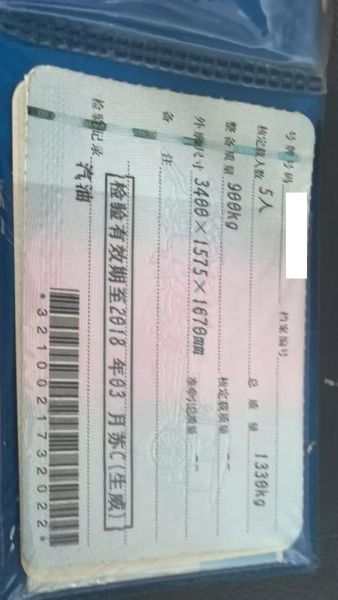 号牌号码 档案编号
核定载人数 5人 总质量 1330kg
整备质量 900kg 核定载质量 --
外廓尺寸 3400×1575×1670mm 准牵引总质量 --
备注
检验有效期至2018年03月苏C(生威)
检验记录 汽油
*3210021732022*